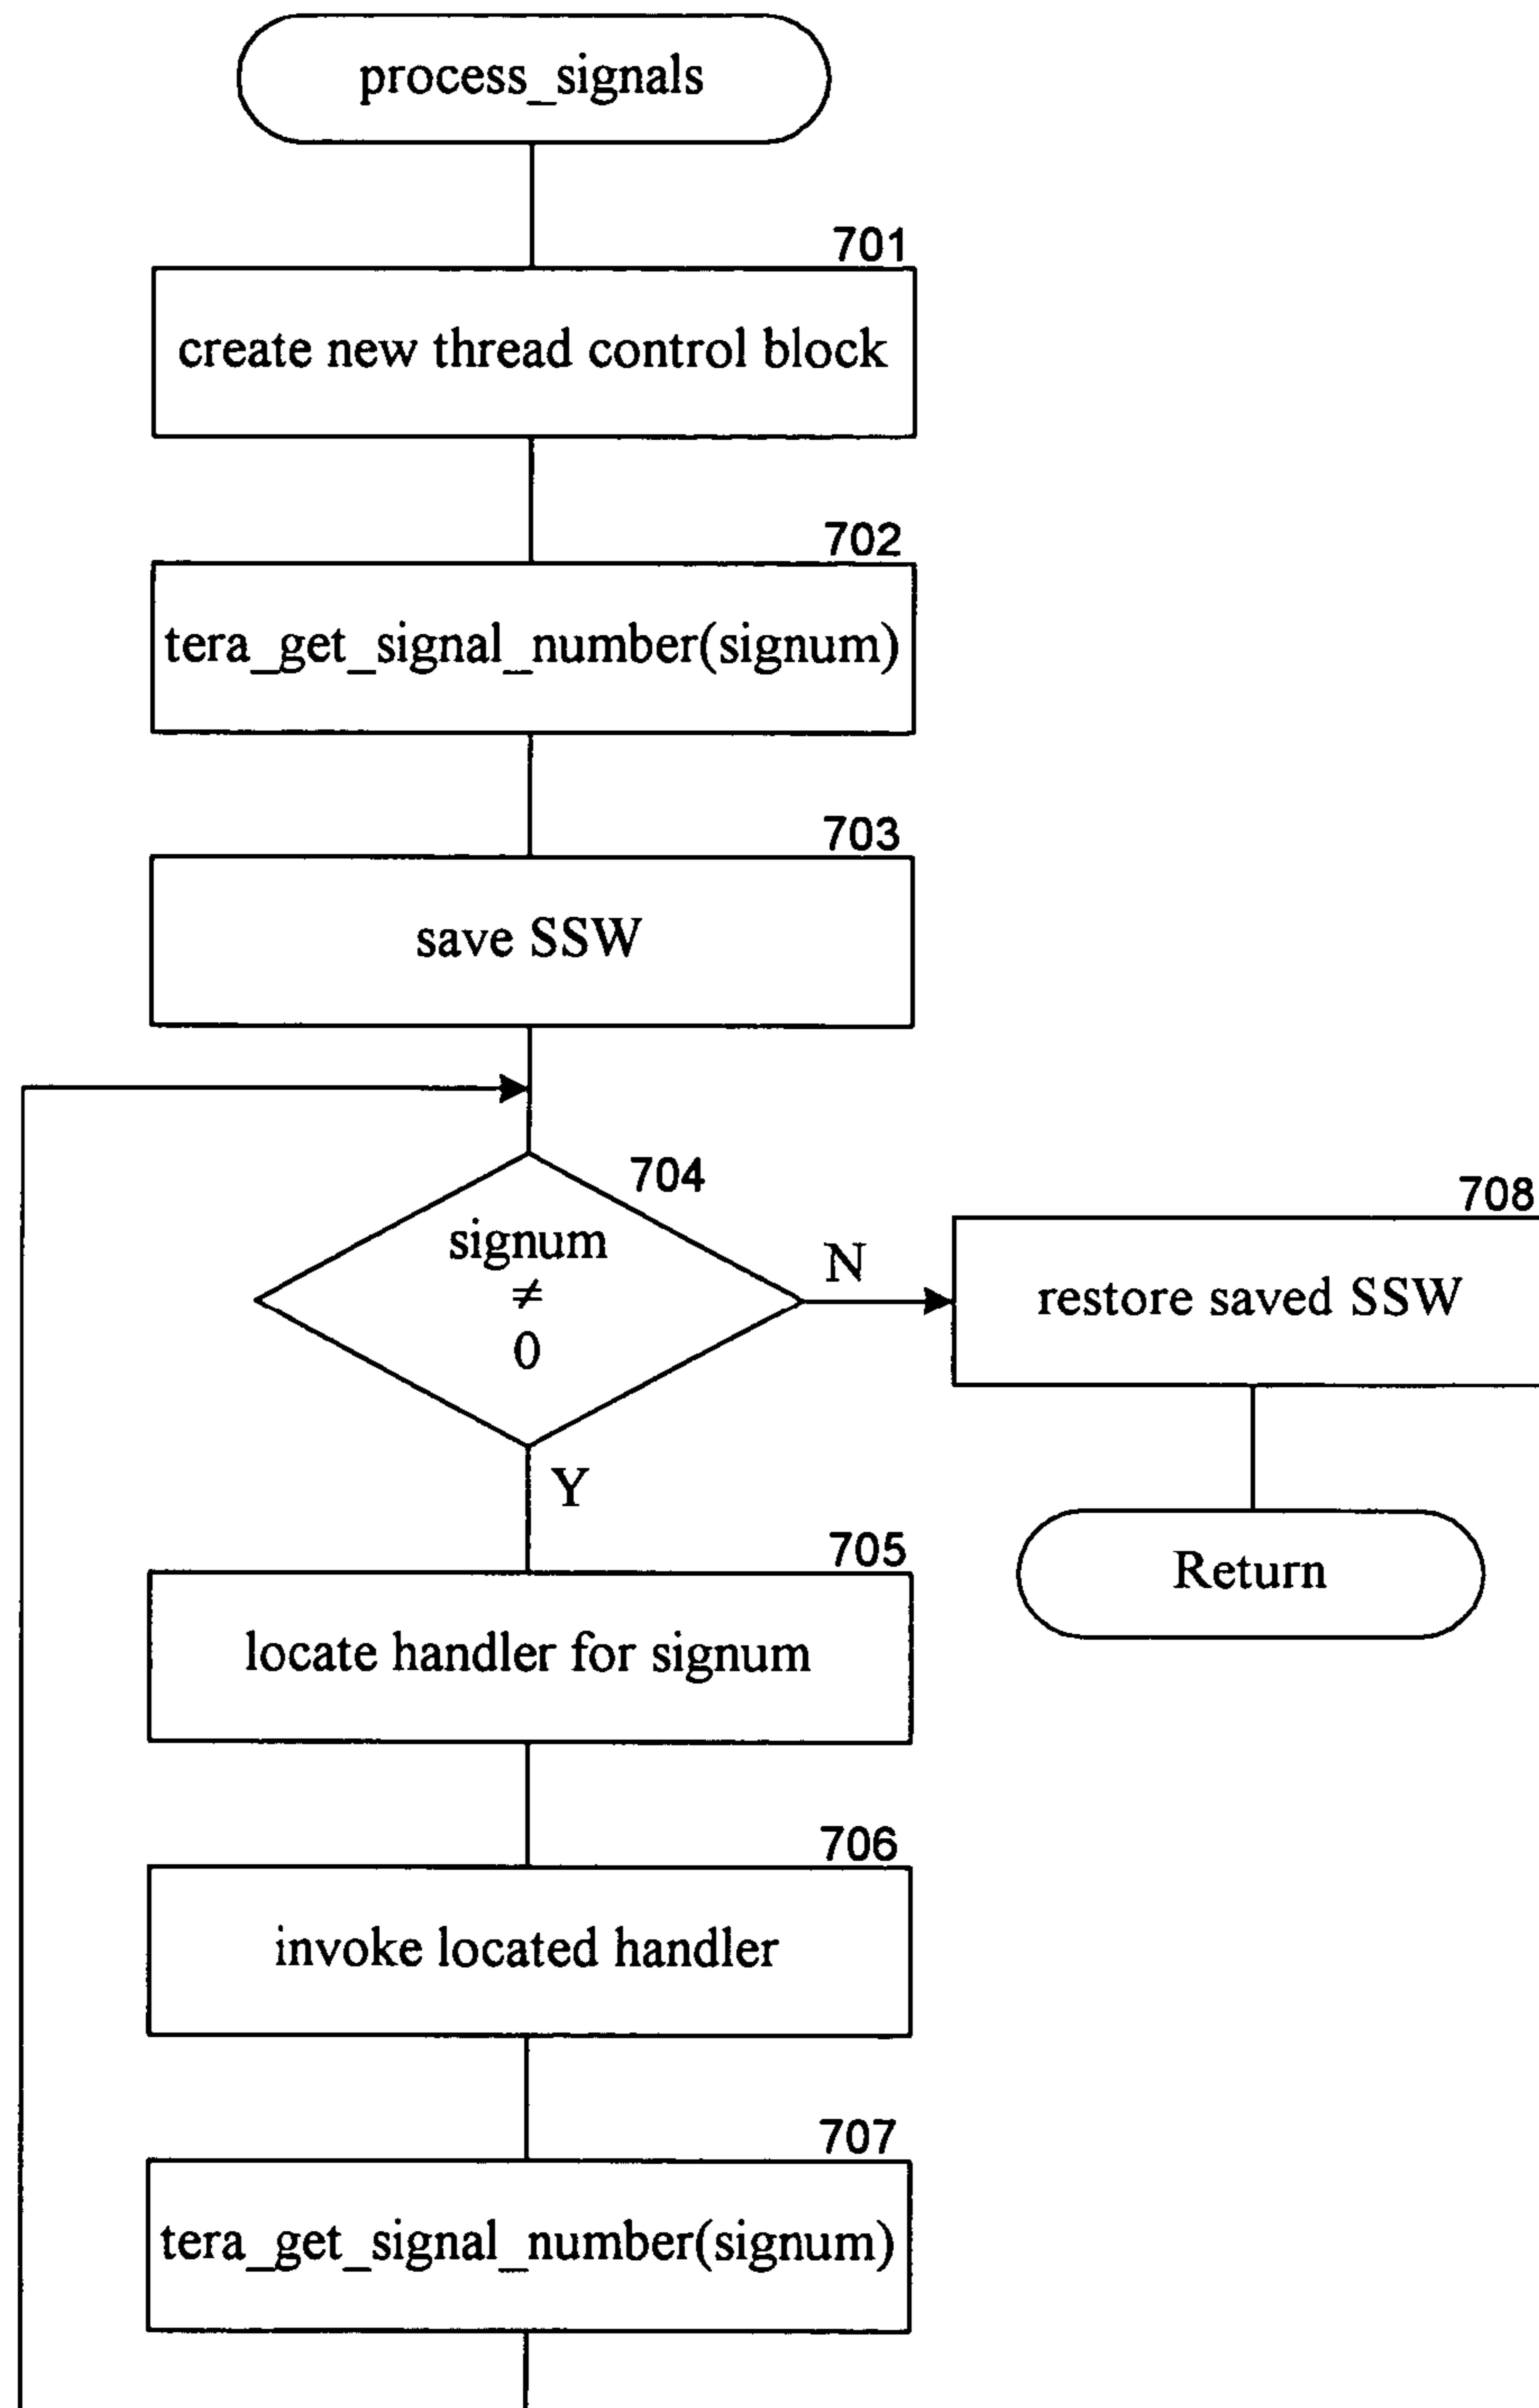 process_signals
701
create new thread control block
702
tera_get_signal_number(signum)
703
save SSW
704
signum
≠
0
N
708
restore saved SSW
Return
Y
705
locate handler for signum
706
invoke located handler
707
tera_get_signal_number(signum)